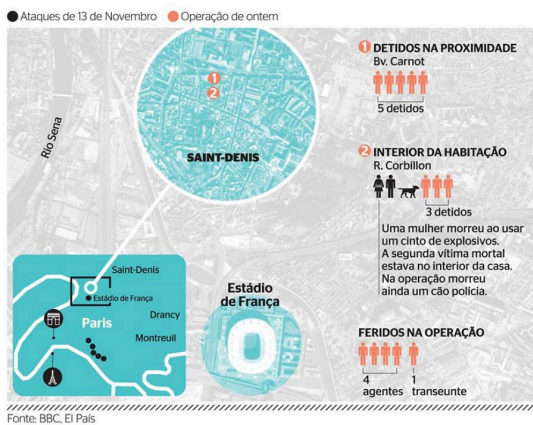 Ataques de 13 de Novembro Operação de ontem
1 DETIDOS NA PROXIMIDADE
Bv. Carnot
5 detidos
1
2
SAINT-DENIS
Rio Sena
2 INTERIOR DA HABITAÇÃO
R. Corbillon
3 detidos
Uma mulher morreu ao usar
um cinto de explosivos.
A segunda vítima mortal
estava no interior da casa.
Na operação morreu
ainda um cão polícia.
Saint-Denis
Estádio de França
Paris
Drancy
Montreuil
Estádio
de França
FERIDOS NA OPERAÇÃO
4
agentes
1
transeunte
Fonte: BBC, El País